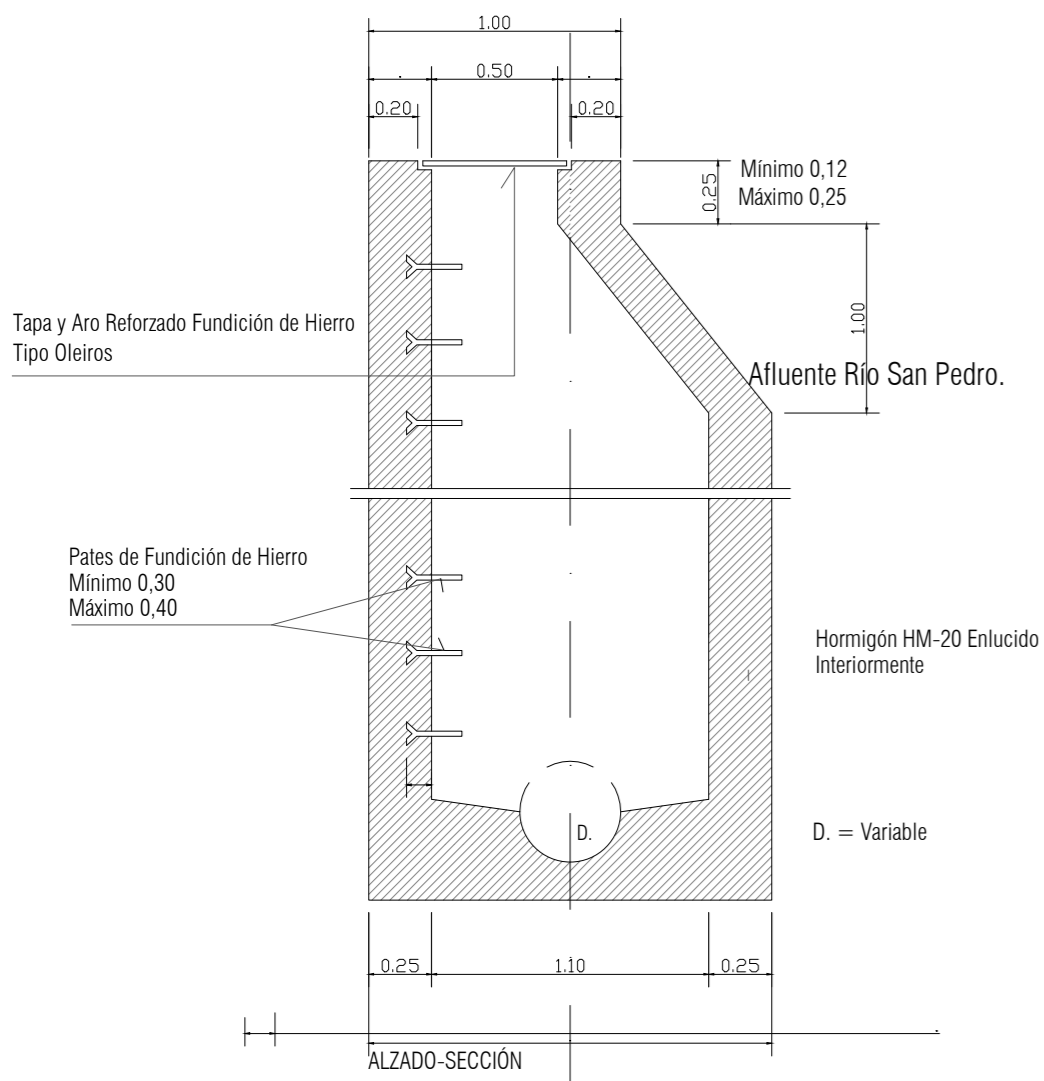 1.00
0.50
0.20
0.20
Mínimo 0,12
Máximo 0,25
0.25
1.00
Tapa y Aro Reforzado Fundición de Hierro
Tipo Oleiros
Afluente Río San Pedro.
Pates de Fundición de Hierro
Mínimo 0,30
Máximo 0,40
Hormigón HM-20 Enlucido
Interiormente
D.
D. = Variable
0.25
1.10
0.25
ALZADO-SECCIÓN